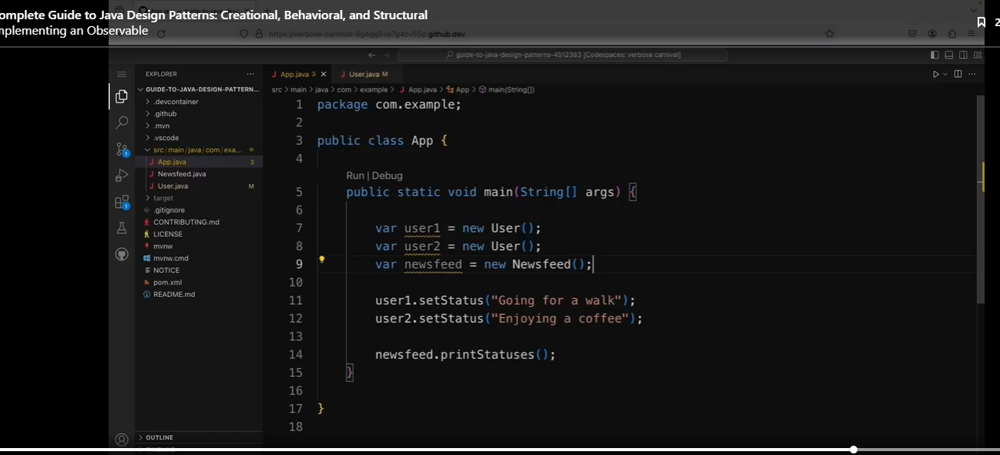 omplete Guide to Java Design Patterns: Creational, Behavioral, and Structural
mplementing an Observable
2
https://verbose-carnival-5g4gg5vp7g4cv55p.github.dev
guide-to-java-design-patterns-4512383 [Codespaces: verbose carnival]
EXPLORER
App.java 3
User.java M
GUIDE-TO-JAVA-DESIGN-PATTERN...
src > main > java > com > example > App.java > App > main(String[])
.devcontainer
.github
.mvn
.vscode
src/main/java/com/exa...
App.java 3
Newsfeed.java
User.java M
target
.gitignore
CONTRIBUTING.md
LICENSE
mvnw
mvnw.cmd
NOTICE
pom.xml
README.md
OUTLINE
1 package com.example;
2
3 public class App {
4
Run | Debug
5 public static void main(String[] args) {
6
7 var user1 = new User();
8 var user2 = new User();
9 var newsfeed = new Newsfeed();
10
11 user1.setStatus("Going for a walk");
12 user2.setStatus("Enjoying a coffee");
13
14 newsfeed.printStatuses();
15 }
16
17 }
18